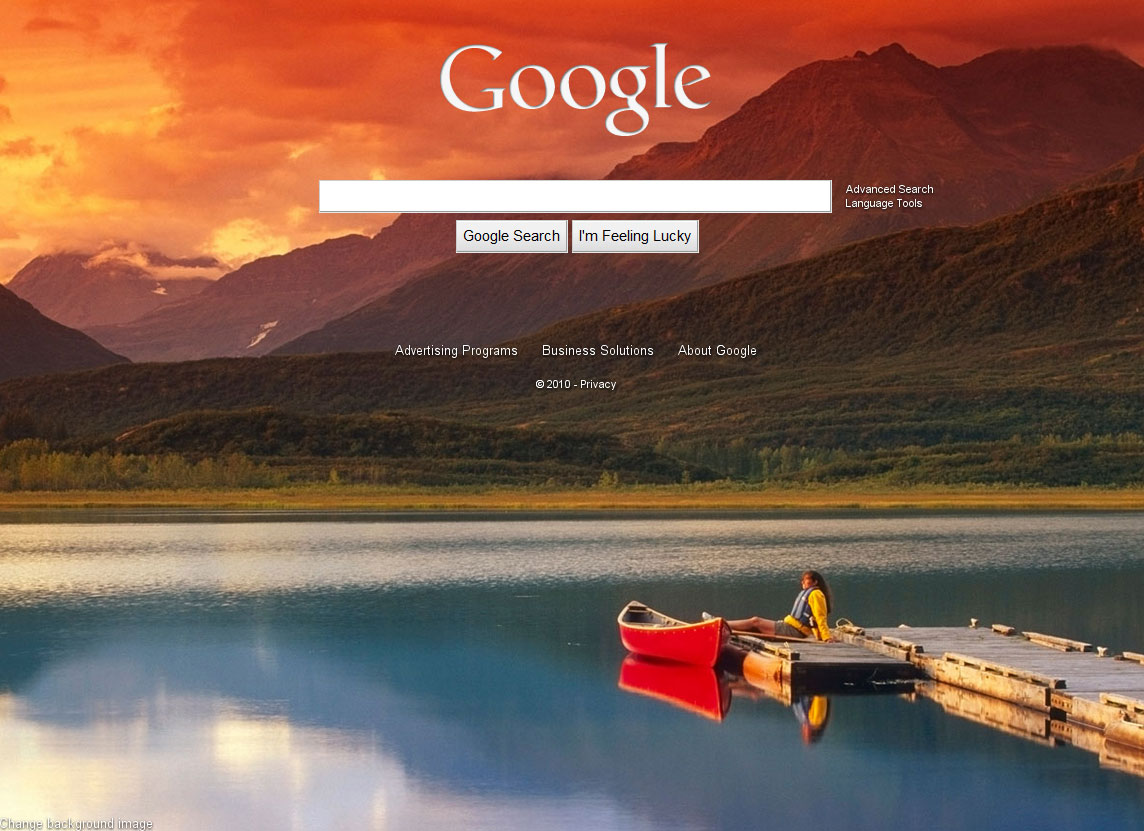 Google
Advanced Search
Language Tools
Google Search I'm Feeling Lucky
Advertising Programs Business Solutions About Google
© 2010 - Privacy
Change background image